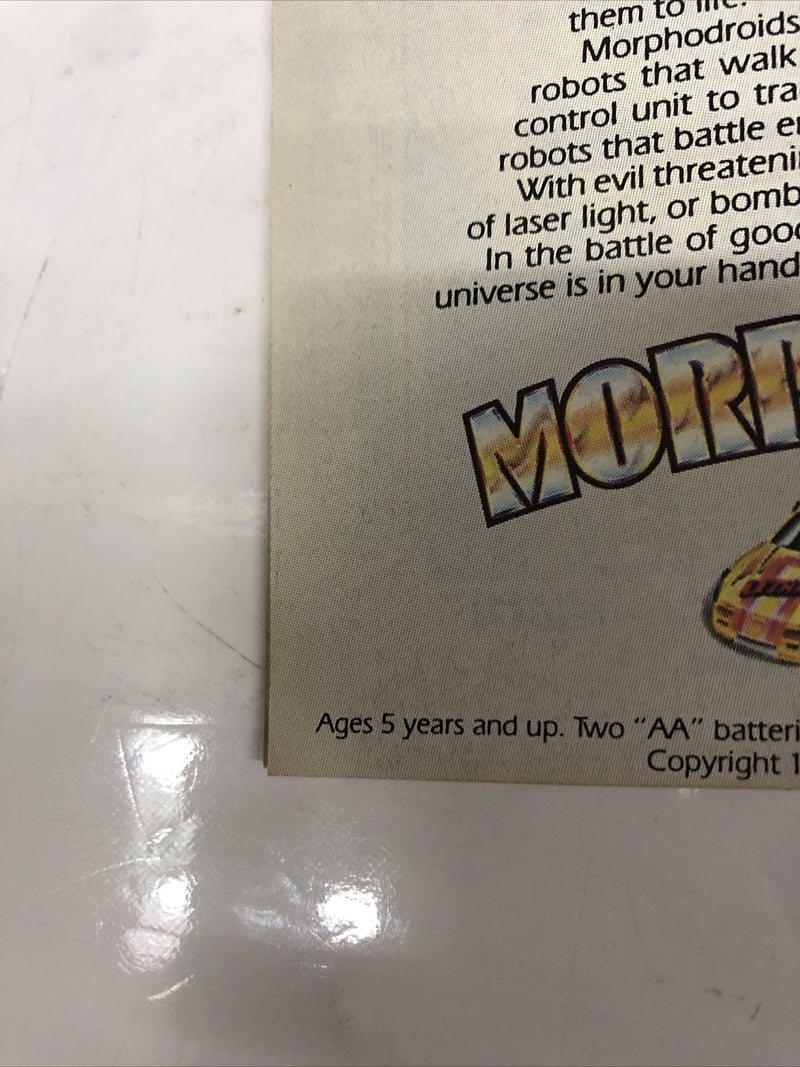 them to life.
Morphodroids
robots that walk
control unit to tra
robots that battle e
With evil threateni
of laser light, or bomb
In the battle of good
universe is in your hand
MOR
Ages 5 years and up. Two "AA" batteri
Copyright 1